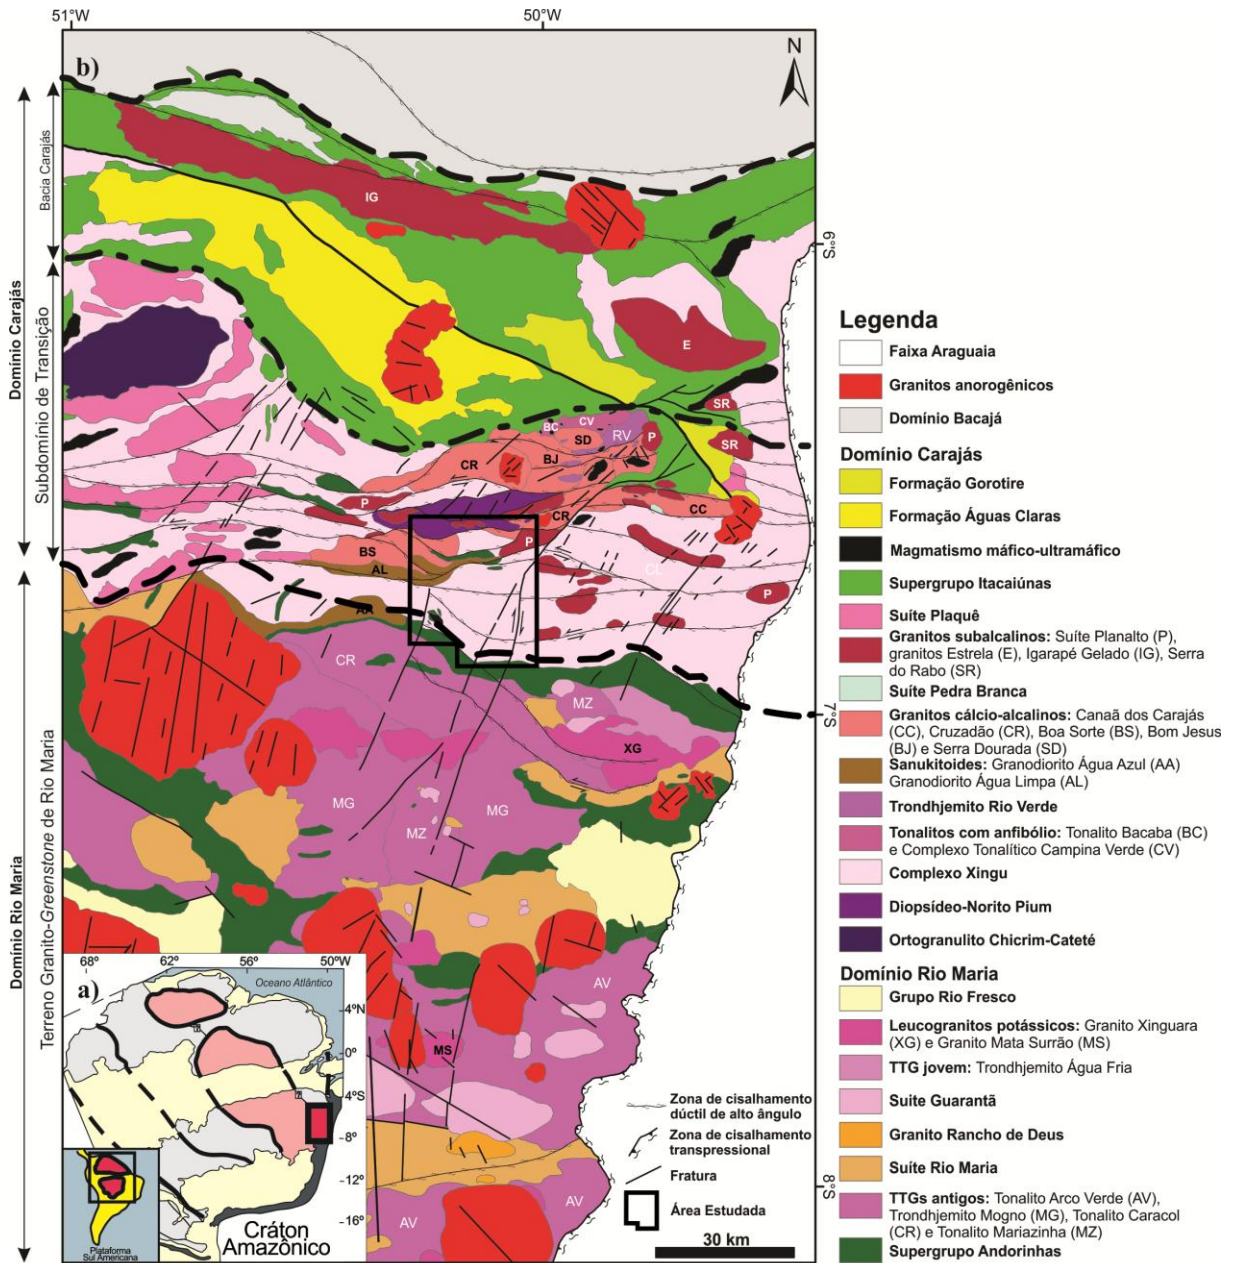 51°W
50°W
b)
N
IG
6°S
E
SR
CV
BC
RV
P
SD
SR
CR
BJ
P
CR
CC
P
BS
AL
CL
P
AA
CR
MZ
7°S
XG
MG
MG
MZ
AV
MS
AV
AV
8°S
Domínio Carajás
Bacia Carajás
Subdomínio de Transição
Domínio Rio Maria
Terreno Granito-Greenstone de Rio Maria
a)
68°
62°
56°
50°W
Oceano Atlântico
4°N
0°
4°S
8°
12°
16°
Cráton
Amazônico
Plataforma
Sul Americana
Zona de cisalhamento
dúctil de alto ângulo
Zona de cisalhamento
transpressional
Fratura
Área Estudada
30 km
Legenda
Faixa Araguaia
Granitos anorogênicos
Domínio Bacajá
Domínio Carajás
Formação Gorotire
Formação Águas Claras
Magmatismo máfico-ultramáfico
Supergrupo Itacaiúnas
Suíte Plaquê
Granitos subalcalinos: Suíte Planalto (P),
granitos Estrela (E), Igarapé Gelado (IG), Serra
do Rabo (SR)
Suíte Pedra Branca
Granitos cálcio-alcalinos: Canaã dos Carajás
(CC), Cruzadão (CR), Boa Sorte (BS), Bom Jesus
(BJ) e Serra Dourada (SD)
Sanukitoides: Granodiorito Água Azul (AA)
Granodiorito Água Limpa (AL)
Trondhjemito Rio Verde
Tonalitos com anfibólio: Tonalito Bacaba (BC)
e Complexo Tonalítico Campina Verde (CV)
Complexo Xingu
Diopsídeo-Norito Pium
Ortogranulito Chicrim-Cateté
Domínio Rio Maria
Grupo Rio Fresco
Leucogranitos potássicos: Granito Xinguara
(XG) e Granito Mata Surrão (MS)
TTG jovem: Trondhjemito Água Fria
Suite Guarantã
Granito Rancho de Deus
Suíte Rio Maria
TTGs antigos: Tonalito Arco Verde (AV),
Trondhjemito Mogno (MG), Tonalito Caracol
(CR) e Tonalito Mariazinha (MZ)
Supergrupo Andorinhas